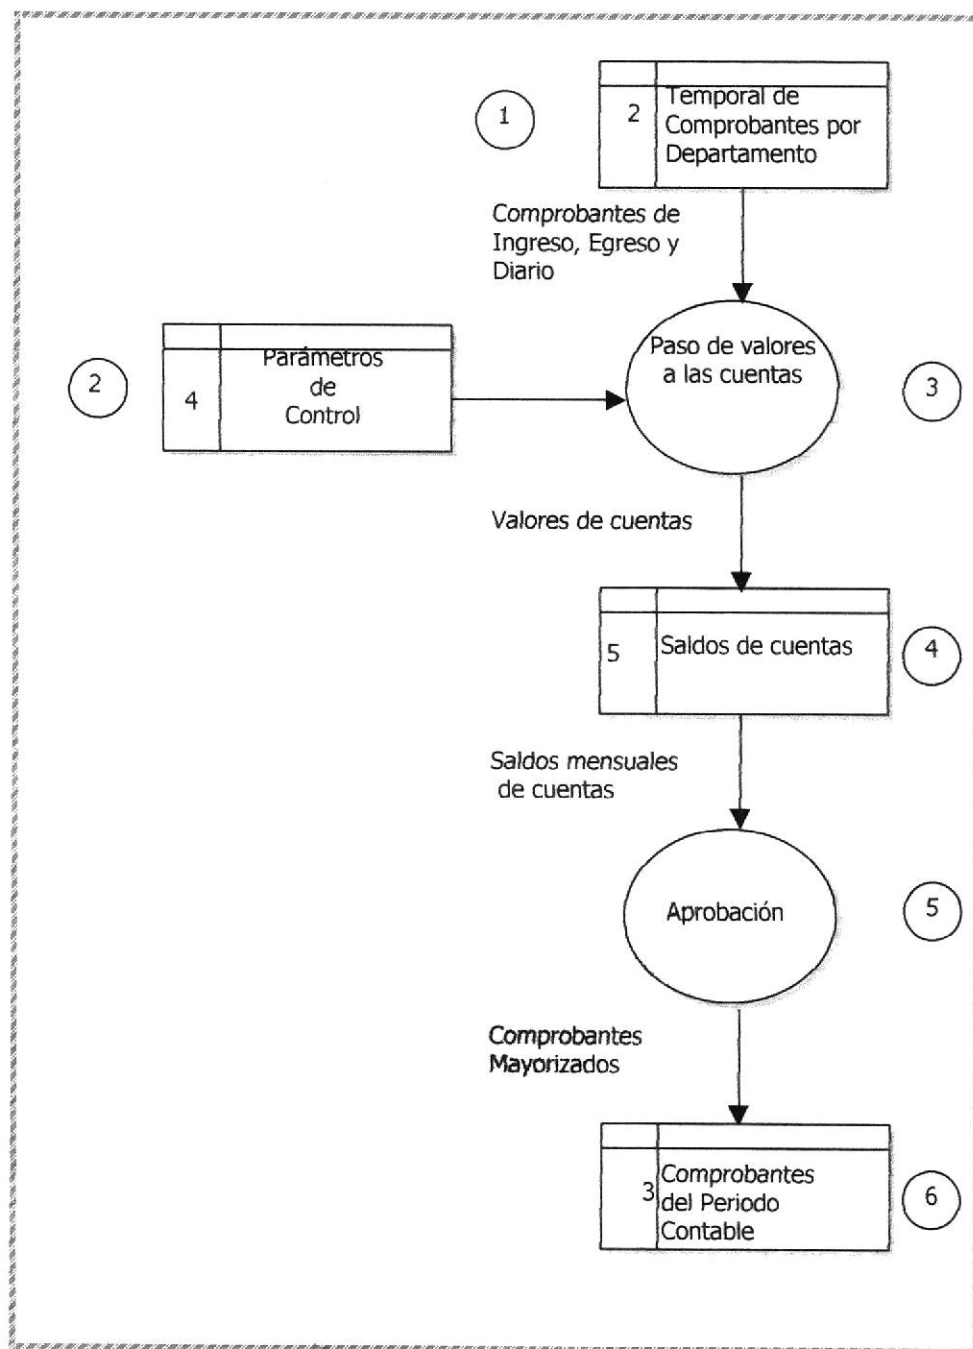 1
2
Temporal de
Comprobantes por
Departamento
Comprobantes de
Ingreso, Egreso y
Diario
2
4
Parámetros
de
Control
Paso de valores
a las cuentas
3
Valores de cuentas
5
Saldos de cuentas
4
Saldos mensuales
de cuentas
Aprobación
5
Comprobantes
Mayorizados
3
Comprobantes
del Periodo
Contable
6